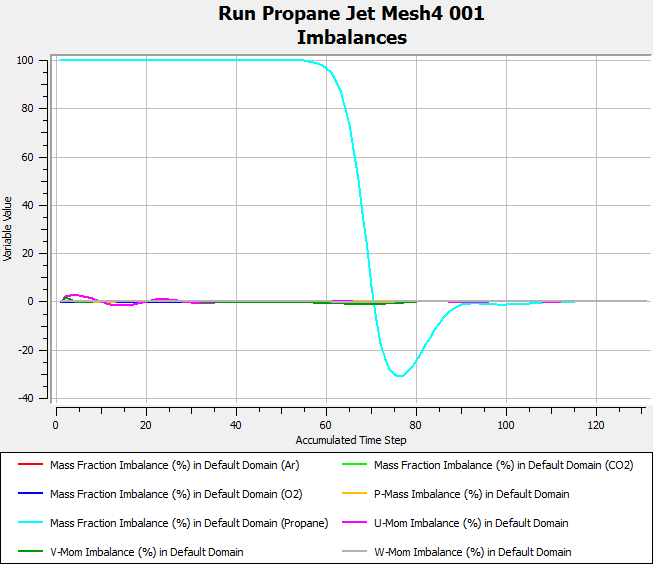 Run Propane Jet Mesh4 001
Imbalances
100
80
60
40
20
0
-20
-40
Variable Value
0
20
40
60
80
100
120
Accumulated Time Step
Mass Fraction Imbalance (%) in Default Domain (Ar)
Mass Fraction Imbalance (%) in Default Domain (CO2)
Mass Fraction Imbalance (%) in Default Domain (O2)
P-Mass Imbalance (%) in Default Domain
Mass Fraction Imbalance (%) in Default Domain (Propane)
U-Mom Imbalance (%) in Default Domain
V-Mom Imbalance (%) in Default Domain
W-Mom Imbalance (%) in Default Domain